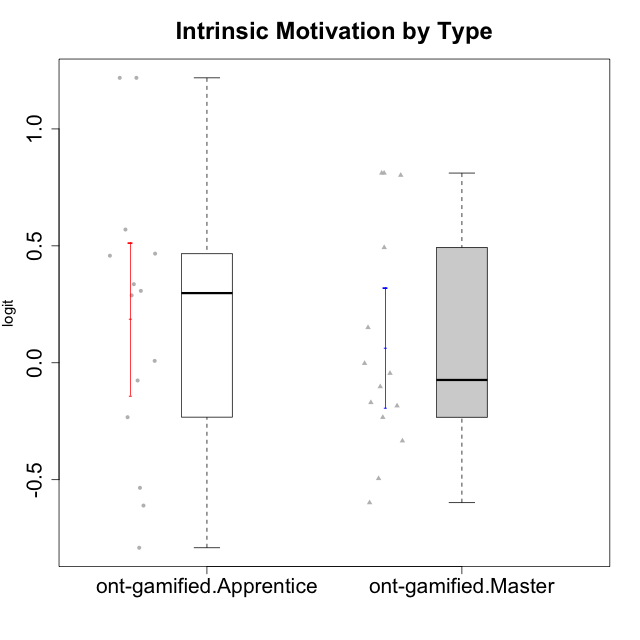 Intrinsic Motivation by Type
1.0
0.5
0.0
-0.5
logit
ont-gamified.Apprentice
ont-gamified.Master